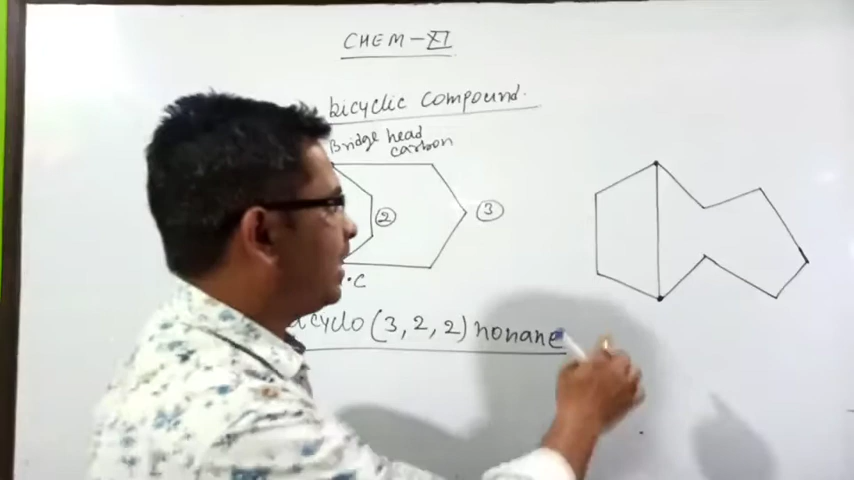 CHEM-XI
bicyclic compound.
Bridge head
carbon
②
③
•C
cyclo (3,2,2) nonane